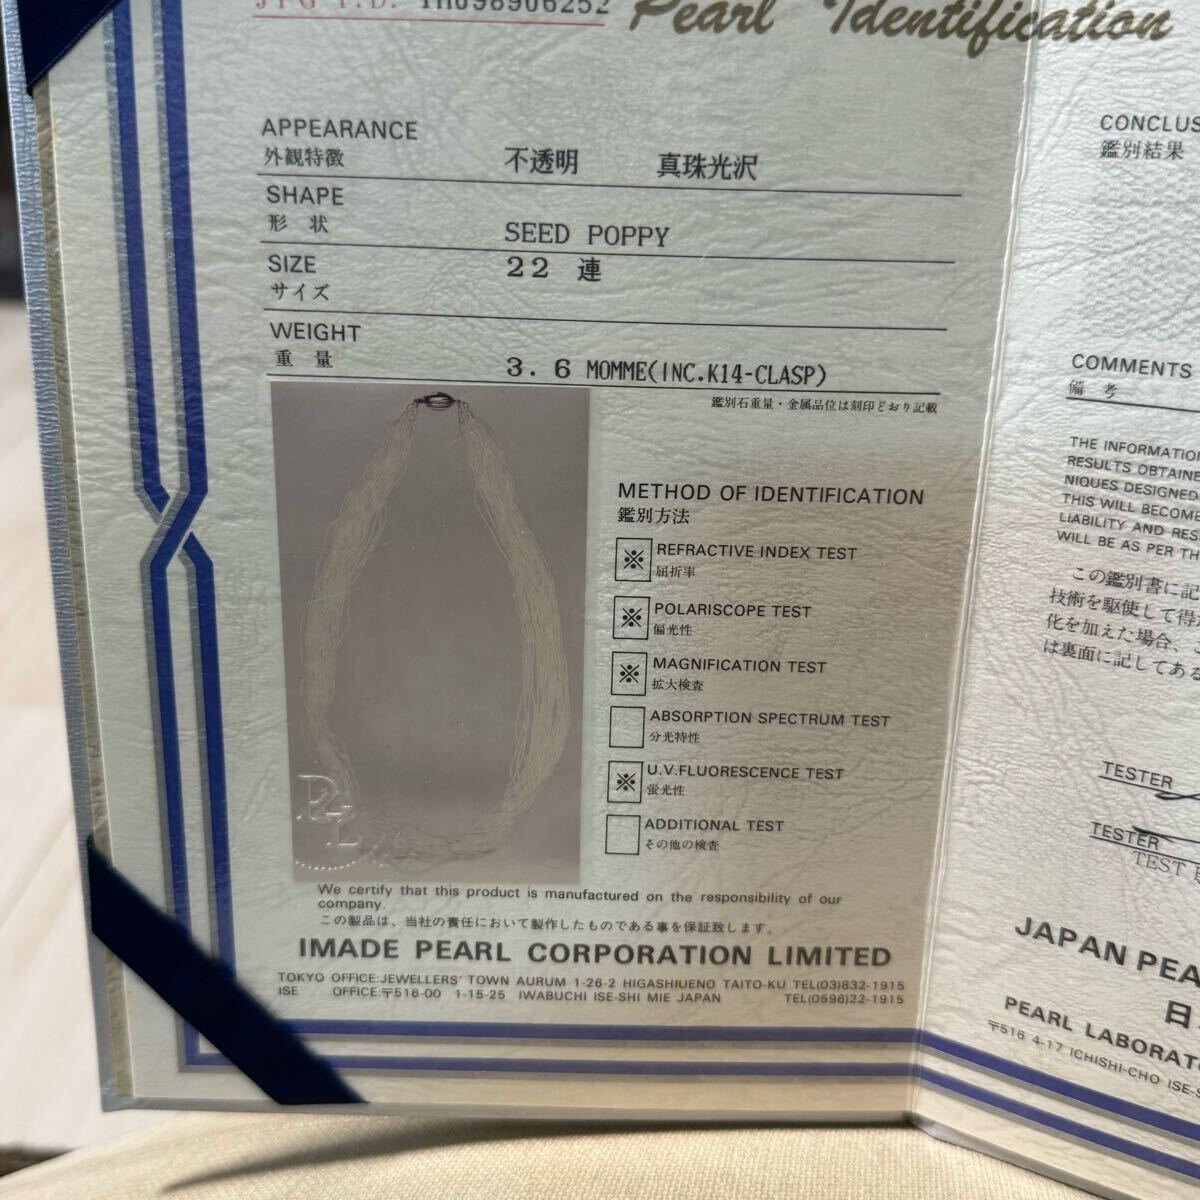 JPG I.D. TH098906252
Pearl Identification
APPEARANCE
外観特徴 不透明 真珠光沢
SHAPE
形 状 SEED POPPY
SIZE
サイズ 22 連
WEIGHT
重 量 3.6 MOMME(INC.K14-CLASP)
鑑別石重量・金属品位は刻印どおり記載
METHOD OF IDENTIFICATION
鑑別方法
※ REFRACTIVE INDEX TEST
屈折率
※ POLARISCOPE TEST
偏光性
※ MAGNIFICATION TEST
拡大検査
ABSORPTION SPECTRUM TEST
分光特性
※ U.V.FLUORESCENCE TEST
蛍光性
ADDITIONAL TEST
その他の検査
We certify that this product is manufactured on the responsibility of our
company.
この製品は、当社の責任において製作したものである事を保証致します。
IMADE PEARL CORPORATION LIMITED
TOKYO OFFICE:JEWELLERS' TOWN AURUM 1-26-2 HIGASHIUENO TAITO-KU TEL(03)832-1915
ISE OFFICE:〒516-00 1-15-25 IWABUCHI ISE-SHI MIE JAPAN TEL(0596)22-1915
CONCLUS
鑑別結果
COMMENTS
備 考
THE INFORMATION
RESULTS OBTAINE
NIQUES DESIGNED
THIS WILL BECOME
LIABILITY AND RES
WILL BE AS PER TH
この鑑別書に記
技術を駆使して得
化を加えた場合、こ
は裏面に記してある
TESTER
TESTER
TEST
JAPAN PEA
日
PEARL LABORAT
〒516 4-17 ICHISHI-CHO ISE-S